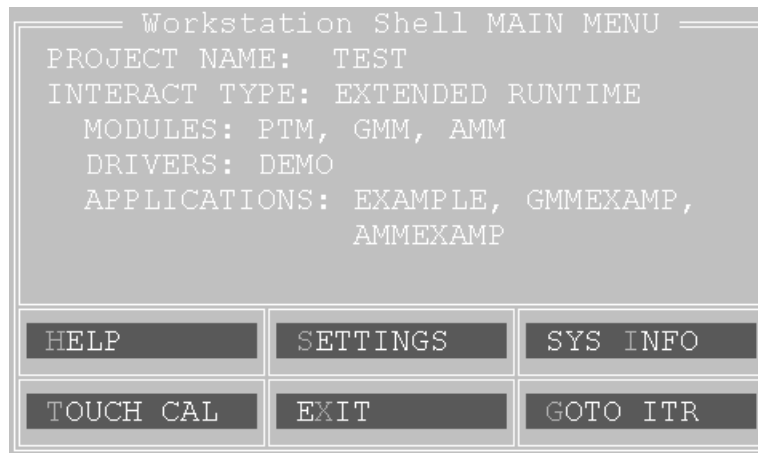 Workstation Shell MAIN MENU
PROJECT NAME: TEST
INTERACT TYPE: EXTENDED RUNTIME
MODULES: PTM, GMM, AMM
DRIVERS: DEMO
APPLICATIONS: EXAMPLE, GMMEXAMP,
AMMEXAMP
HELP SETTINGS SYS INFO
TOUCH CAL EXIT GOTO ITR